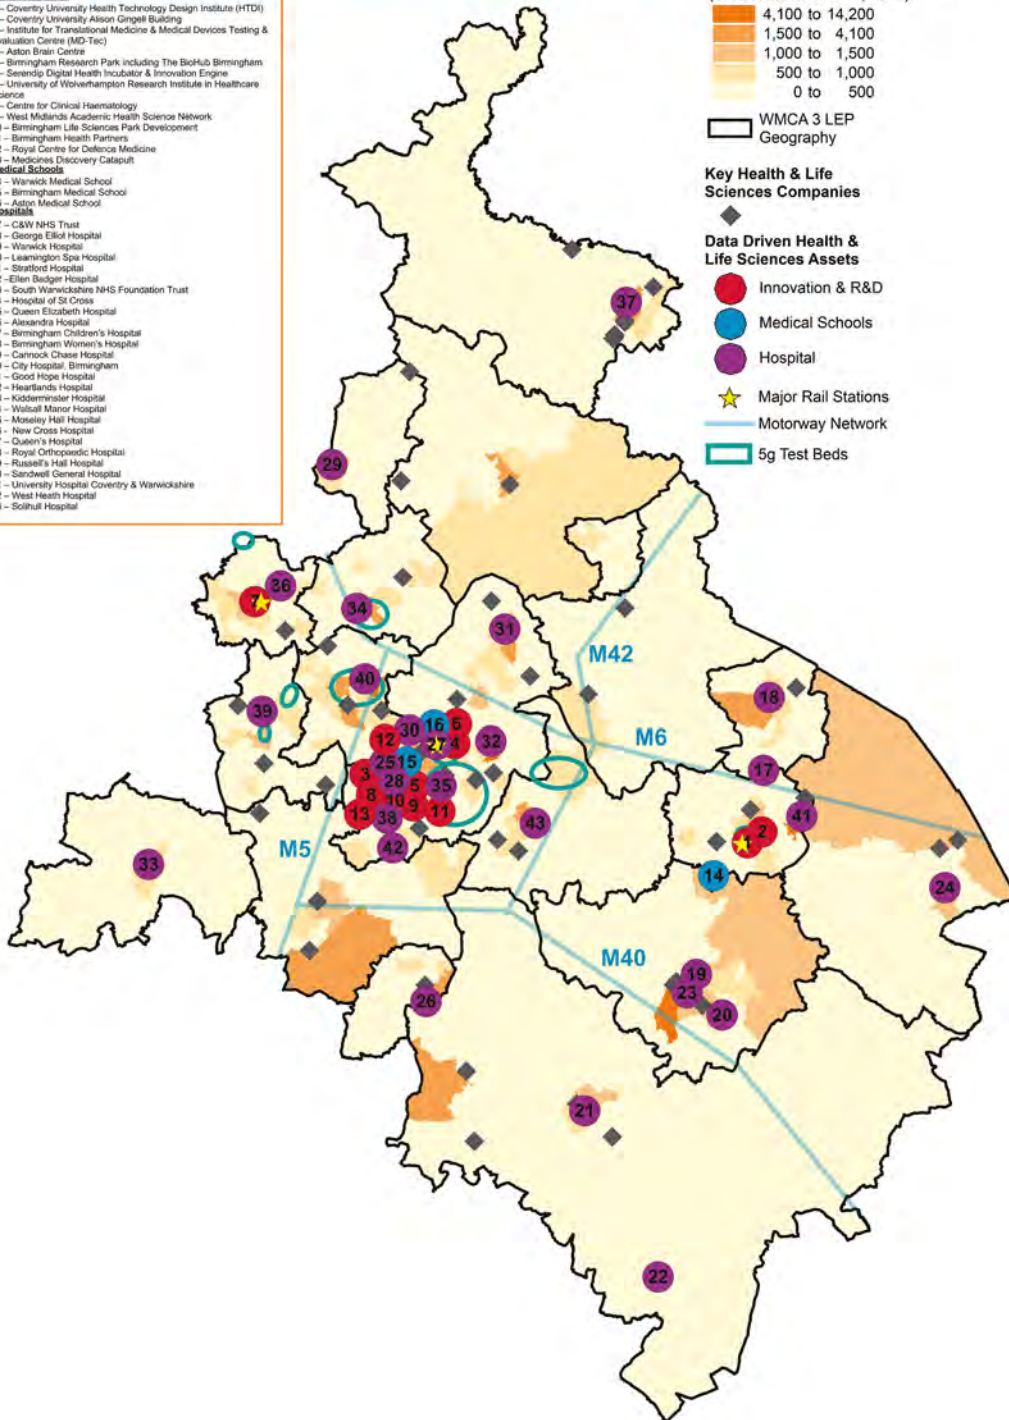 – Coventry University Health Technology Design Institute (HTDI)
– Coventry University Alison Gingell Building
– Institute for Translational Medicine & Medical Devices Testing &
valuation Centre (MD-Tec)
– Aston Brain Centre
– Birmingham Research Park including The BioHub Birmingham
– Serendip Digital Health Incubator & Innovation Engine
– University of Wolverhampton Research Institute in Healthcare
cience
– Centre for Clinical Haematology
– West Midlands Academic Health Science Network
– Birmingham Life Sciences Park Development
– Birmingham Health Partners
– Royal Centre for Defence Medicine
– Medicines Discovery Catapult
edical Schools
– Warwick Medical School
– Birmingham Medical School
– Aston Medical School
ospitals
– C&W NHS Trust
– George Elliot Hospital
– Warwick Hospital
– Leamington Spa Hospital
– Stratford Hospital
–Ellen Badger Hospital
– South Warwickshire NHS Foundation Trust
– Hospital of St Cross
– Queen Elizabeth Hospital
– Alexandra Hospital
– Birmingham Children's Hospital
– Birmingham Women's Hospital
– Cannock Chase Hospital
– City Hospital, Birmingham
– Good Hope Hospital
– Heartlands Hospital
– Kidderminster Hospital
– Walsall Manor Hospital
– Moseley Hall Hospital
- New Cross Hospital
– Queen's Hospital
– Royal Orthopaedic Hospital
– Russell's Hall Hospital
– Sandwell General Hospital
– University Hospital Coventry & Warwickshire
– West Heath Hospital
– Solihull Hospital
4,100 to 14,200
1,500 to 4,100
1,000 to 1,500
500 to 1,000
0 to 500
WMCA 3 LEP
Geography
Key Health & Life
Sciences Companies
Data Driven Health &
Life Sciences Assets
Innovation & R&D
Medical Schools
Hospital
Major Rail Stations
Motorway Network
5g Test Beds
37
29
36
7
34
31
M42
40
18
39
30 16 6
12 27 4 32
M6
25 15
17
3 28 5 35
8 10 9 11
13 38
43
41
2
1
M5
42
33
14
24
M40
19
23
26
20
21
22